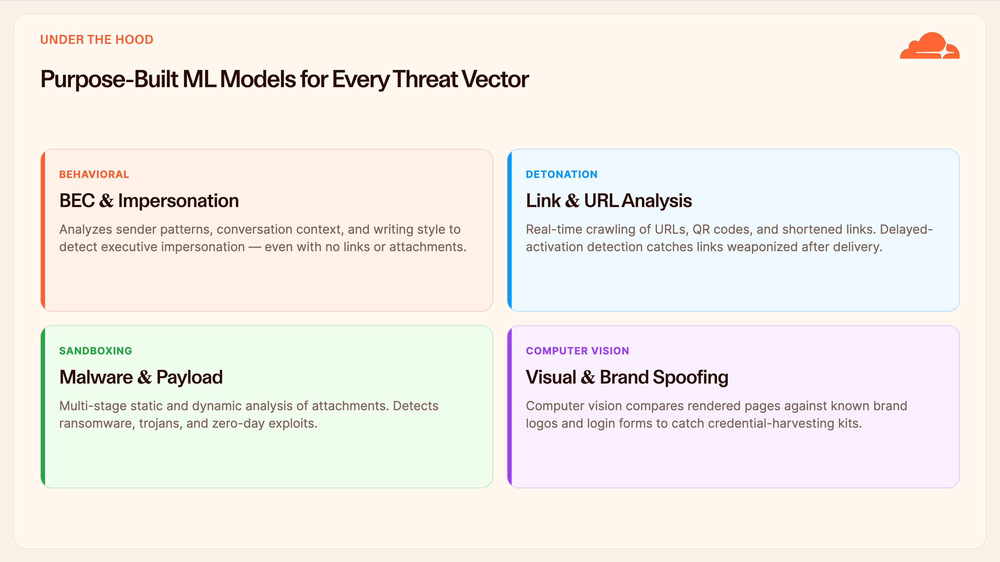 UNDER THE HOOD
Purpose-Built ML Models for Every Threat Vector
BEHAVIORAL
BEC & Impersonation
Analyzes sender patterns, conversation context, and writing style to
detect executive impersonation — even with no links or attachments.
DETONATION
Link & URL Analysis
Real-time crawling of URLs, QR codes, and shortened links. Delayed-
activation detection catches links weaponized after delivery.
SANDBOXING
Malware & Payload
Multi-stage static and dynamic analysis of attachments. Detects
ransomware, trojans, and zero-day exploits.
COMPUTER VISION
Visual & Brand Spoofing
Computer vision compares rendered pages against known brand
logos and login forms to catch credential-harvesting kits.